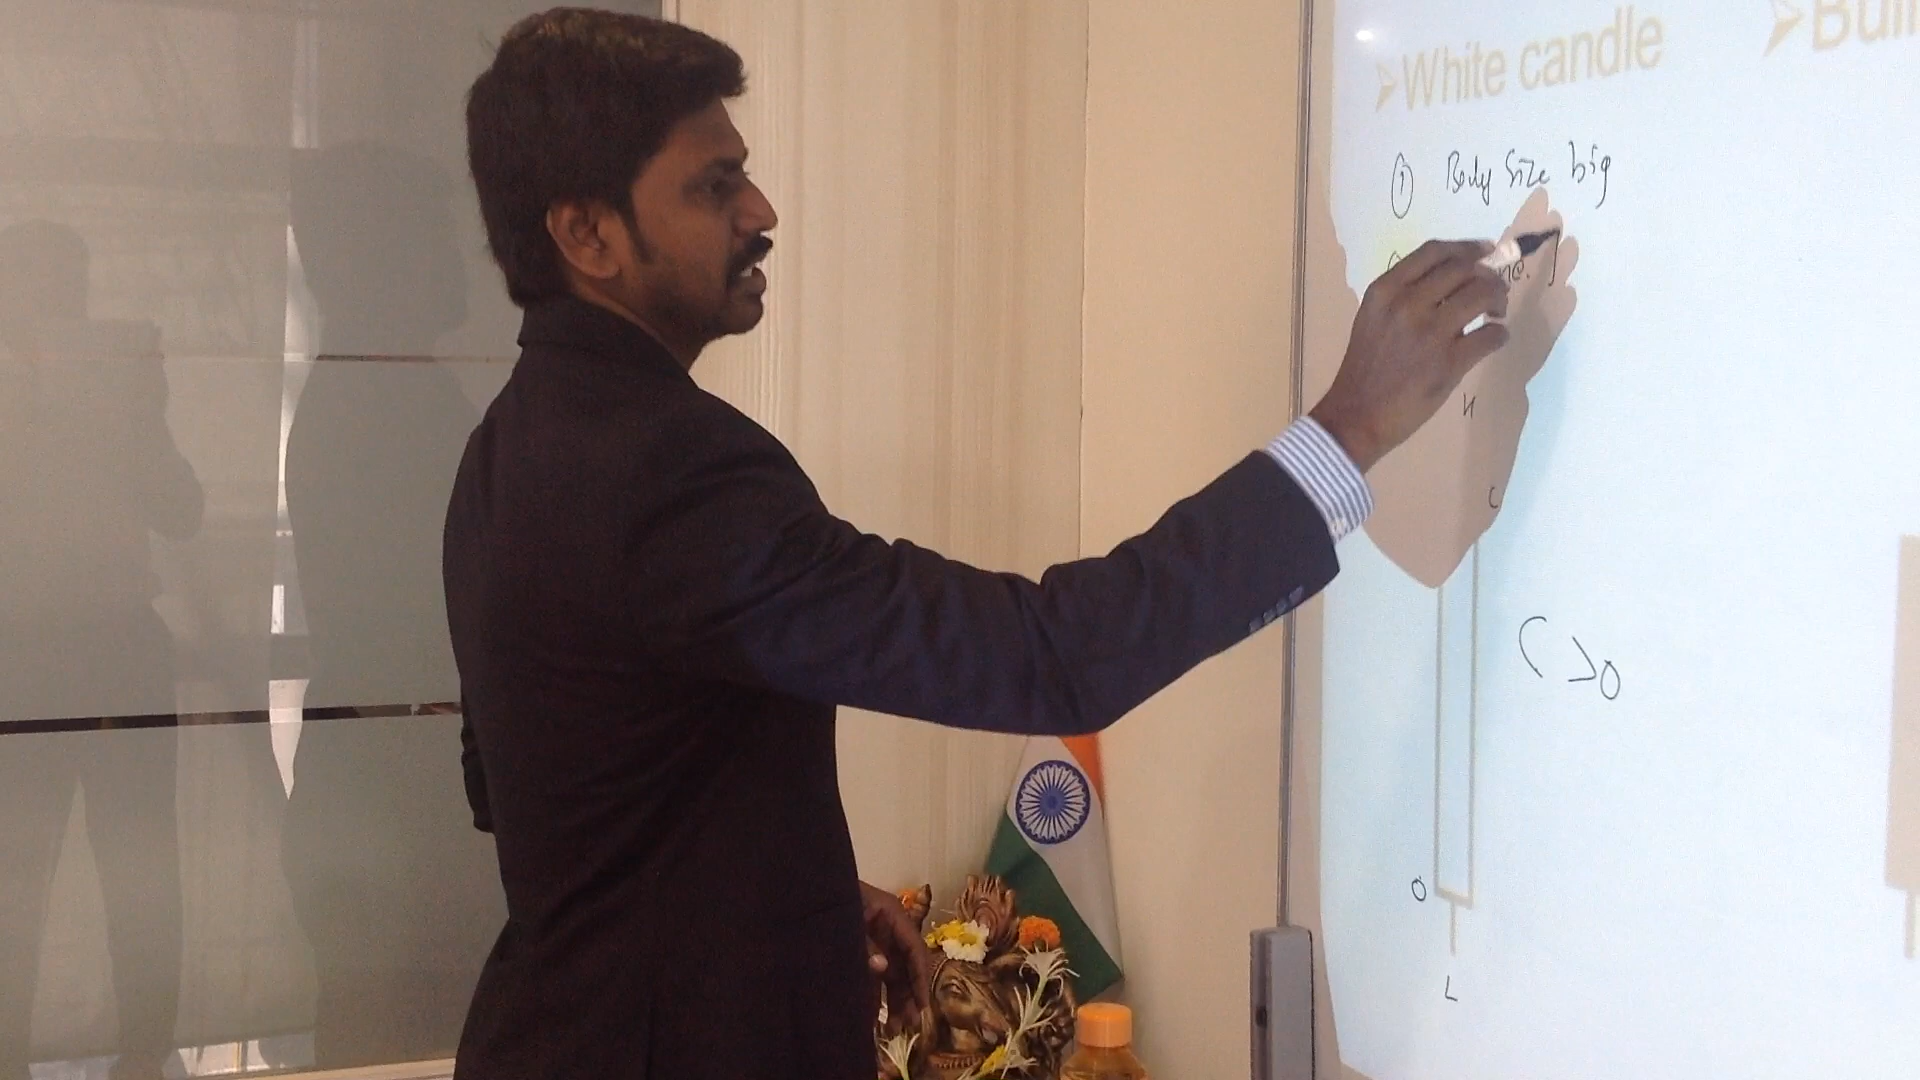 ➢White candle ➢Bull
① Body Size big
H
C
C > O
O
L